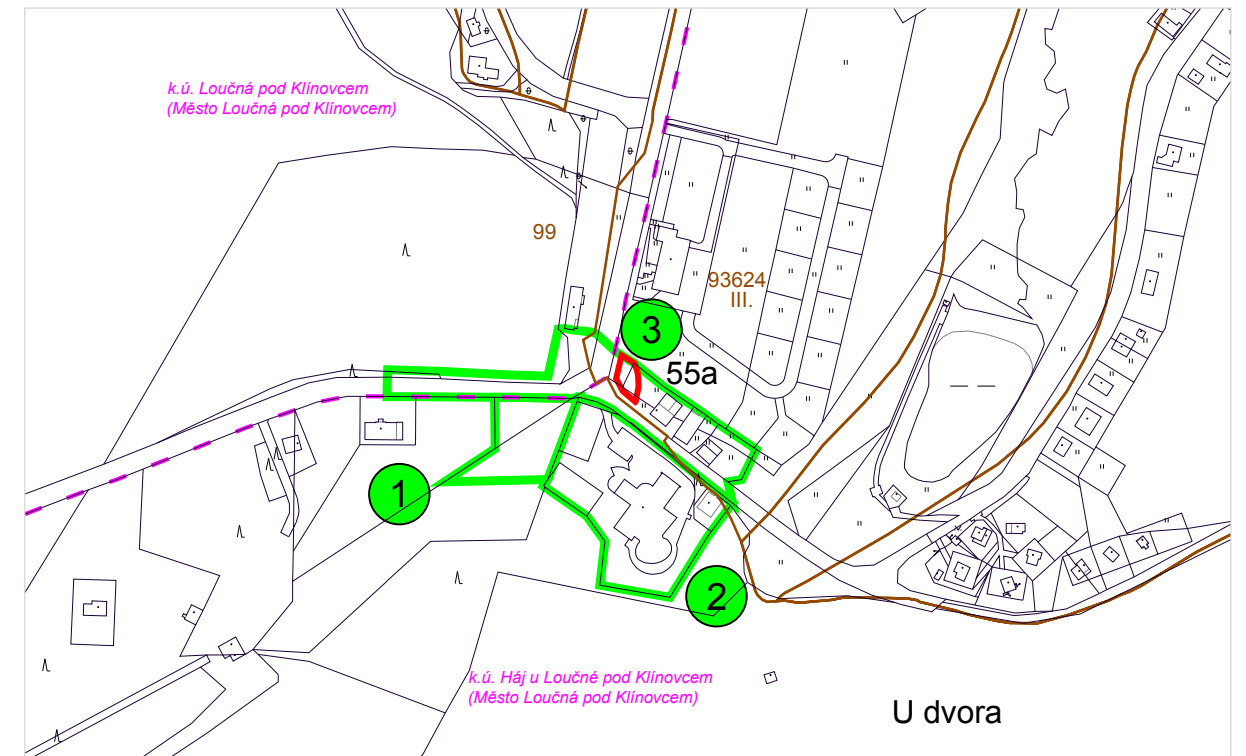 k.ú. Loučná pod Klínovcem
(Město Loučná pod Klínovcem)
99
93624
III.
3
55a
1
2
k.ú. Háj u Loučné pod Klínovcem
(Město Loučná pod Klínovcem)
U dvora